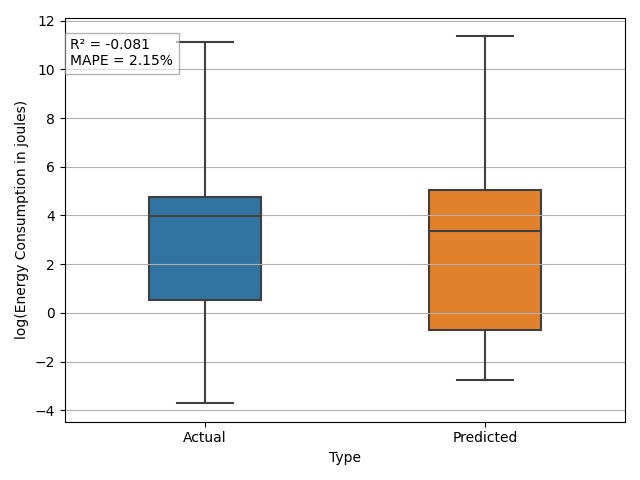 R² = -0.081
MAPE = 2.15%
12
10
8
6
4
2
0
−2
−4
log(Energy Consumption in joules)
Actual
Predicted
Type